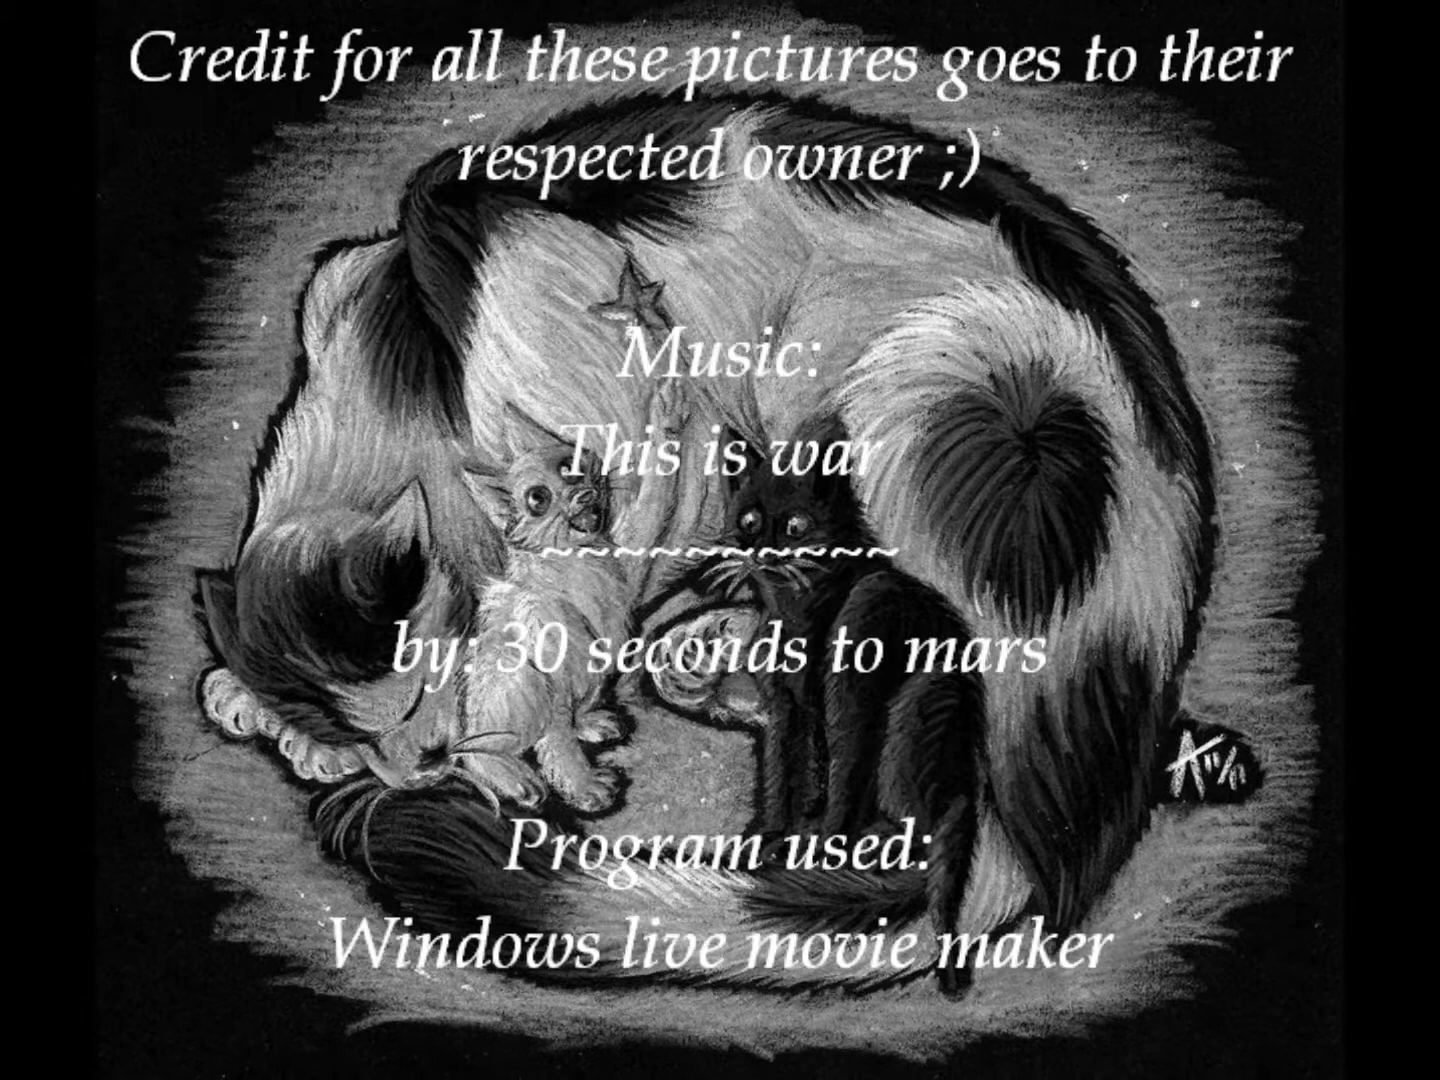 Credit for all these pictures goes to their
respected owner ;)
Music:
This is war
~~~~~~~~~~
by: 30 seconds to mars
Program used:
Windows live movie maker